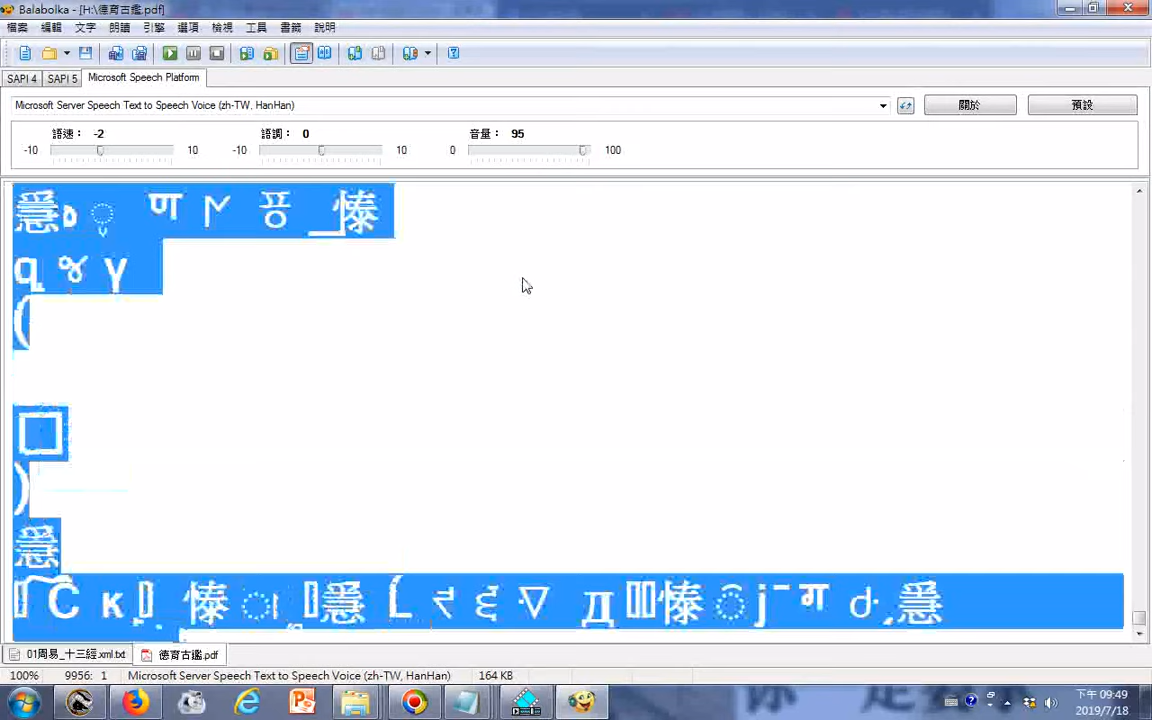 Balabolka - [H:\德育古鑑.pdf]
檔案 編輯 文字 朗讀 引擎 選項 檢視 工具 書籤 說明
SAPI 4 SAPI 5 Microsoft Speech Platform
Microsoft Server Speech Text to Speech Voice (zh-TW, HanHan) 關於 預設
語速： -2 語調： 0 音量： 95
-10 10 -10 10 0 100
q ४ γ
(
□
)
01周易_十三經.xml.txt 德育古鑑.pdf
100% 9956: 1 Microsoft Server Speech Text to Speech Voice (zh-TW, HanHan) 164 KB
下午 09:49
2019/7/18